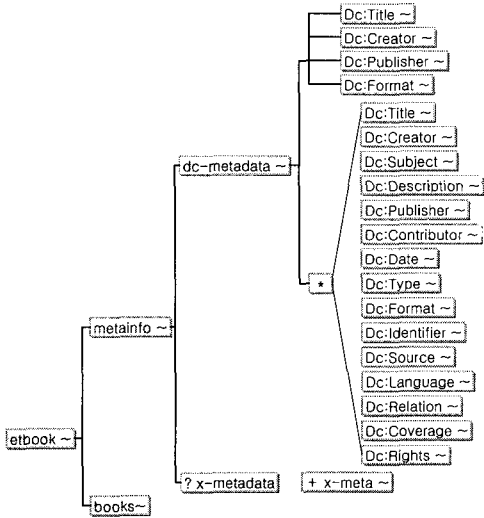 Dc:Title ~
Dc:Creator ~
Dc:Publisher ~
Dc:Format ~
Dc:Title ~
Dc:Creator ~
Dc:Subject ~
dc-metadata ~
Dc:Description ~
Dc:Publisher ~
Dc:Contributor ~
Dc:Date ~
*
Dc:Type ~
Dc:Format ~
metainfo ~
Dc:Identifier ~
Dc:Source ~
Dc:Language ~
Dc:Relation ~
etbook ~
Dc:Coverage ~
Dc:Rights ~
? x-metadata
+ x-meta ~
books~